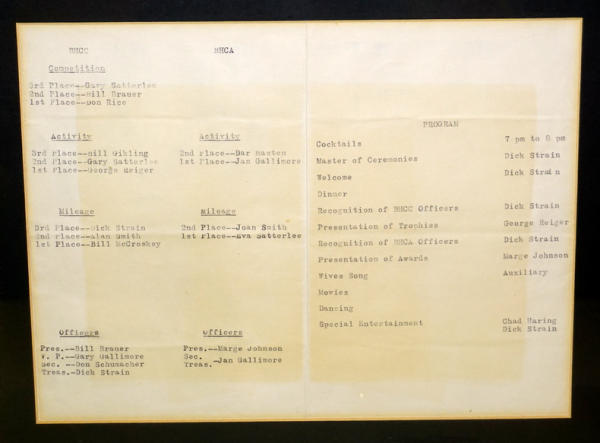 BHCC
BHCA
Competition
3rd Place--Gary Satterlee
2nd Place--Bill Brauer
1st Place--Don Rice
Activity
3rd Place--Bill Gibling
2nd Place--Gary Satterlee
1st Place--George Reiger
Activity
2nd Place--Bar Hasten
1st Place--Jan Gallimore
Mileage
3rd Place--Dick Strain
2nd Place--Alan Smith
1st Place--Bill McCroskey
Mileage
2nd Place--Joan Smith
1st Place--Eva Satterlee
Officers
Pres.--Bill Brauer
V. P.--Gary Gallimore
Sec. --Don Schumacher
Treas.-Dick Strain
Officers
Pres.--Marge Johnson
Sec.
Treas. -Jan Gallimore
PROGRAM
Cocktails 7 pm to 8 pm
Master of Ceremonies Dick Strain
Welcome Dick Strain
Dinner
Recognition of BHCC Officers Dick Strain
Presentation of Trophies George Reiger
Recognition of BHCA Officers Dick Strain
Presentation of Awards Marge Johnson
Wives Song Auxiliary
Movies
Dancing
Special Entertainment Chad Haring
Dick Strain